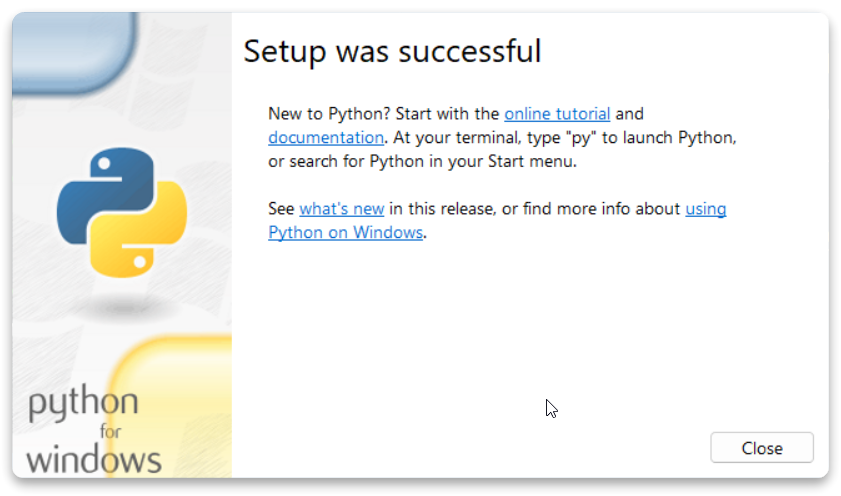 Setup was successful
New to Python? Start with the online tutorial and
documentation. At your terminal, type "py" to launch Python,
or search for Python in your Start menu.
See what's new in this release, or find more info about using
Python on Windows.
python
for
windows
Close